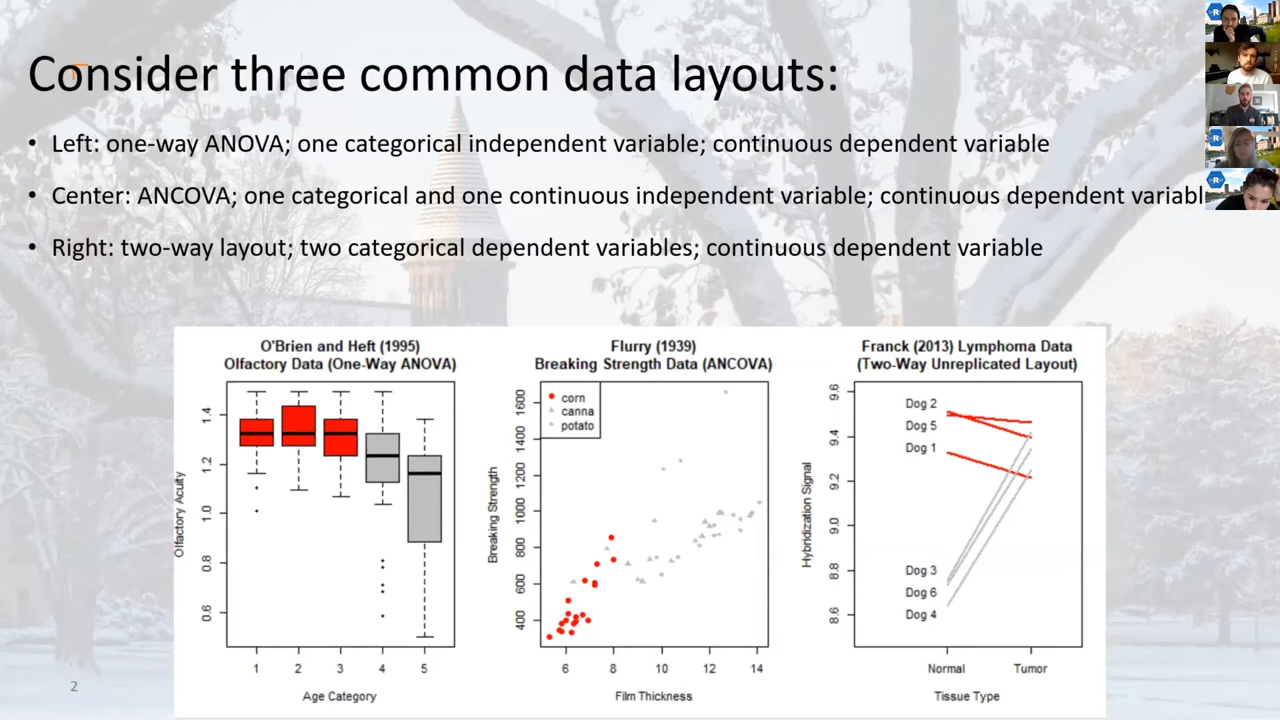 Consider three common data layouts:
• Left: one-way ANOVA; one categorical independent variable; continuous dependent variable
• Center: ANCOVA; one categorical and one continuous independent variable; continuous dependent variabl
• Right: two-way layout; two categorical dependent variables; continuous dependent variable
O'Brien and Heft (1995)
Olfactory Data (One-Way ANOVA)
Olfactory Acuity
1.4
1.2
1.0
0.8
0.6
1 2 3 4 5
Age Category
Flurry (1939)
Breaking Strength Data (ANCOVA)
corn
canna
potato
Breaking Strength
1600
1400
1200
1000
800
600
400
6 8 10 12 14
Film Thickness
Franck (2013) Lymphoma Data
(Two-Way Unreplicated Layout)
Hybridization Signal
9.6
9.4
9.2
9.0
8.8
8.6
Dog 2
Dog 5
Dog 1
Dog 3
Dog 6
Dog 4
Normal Tumor
Tissue Type
2
R
R
R